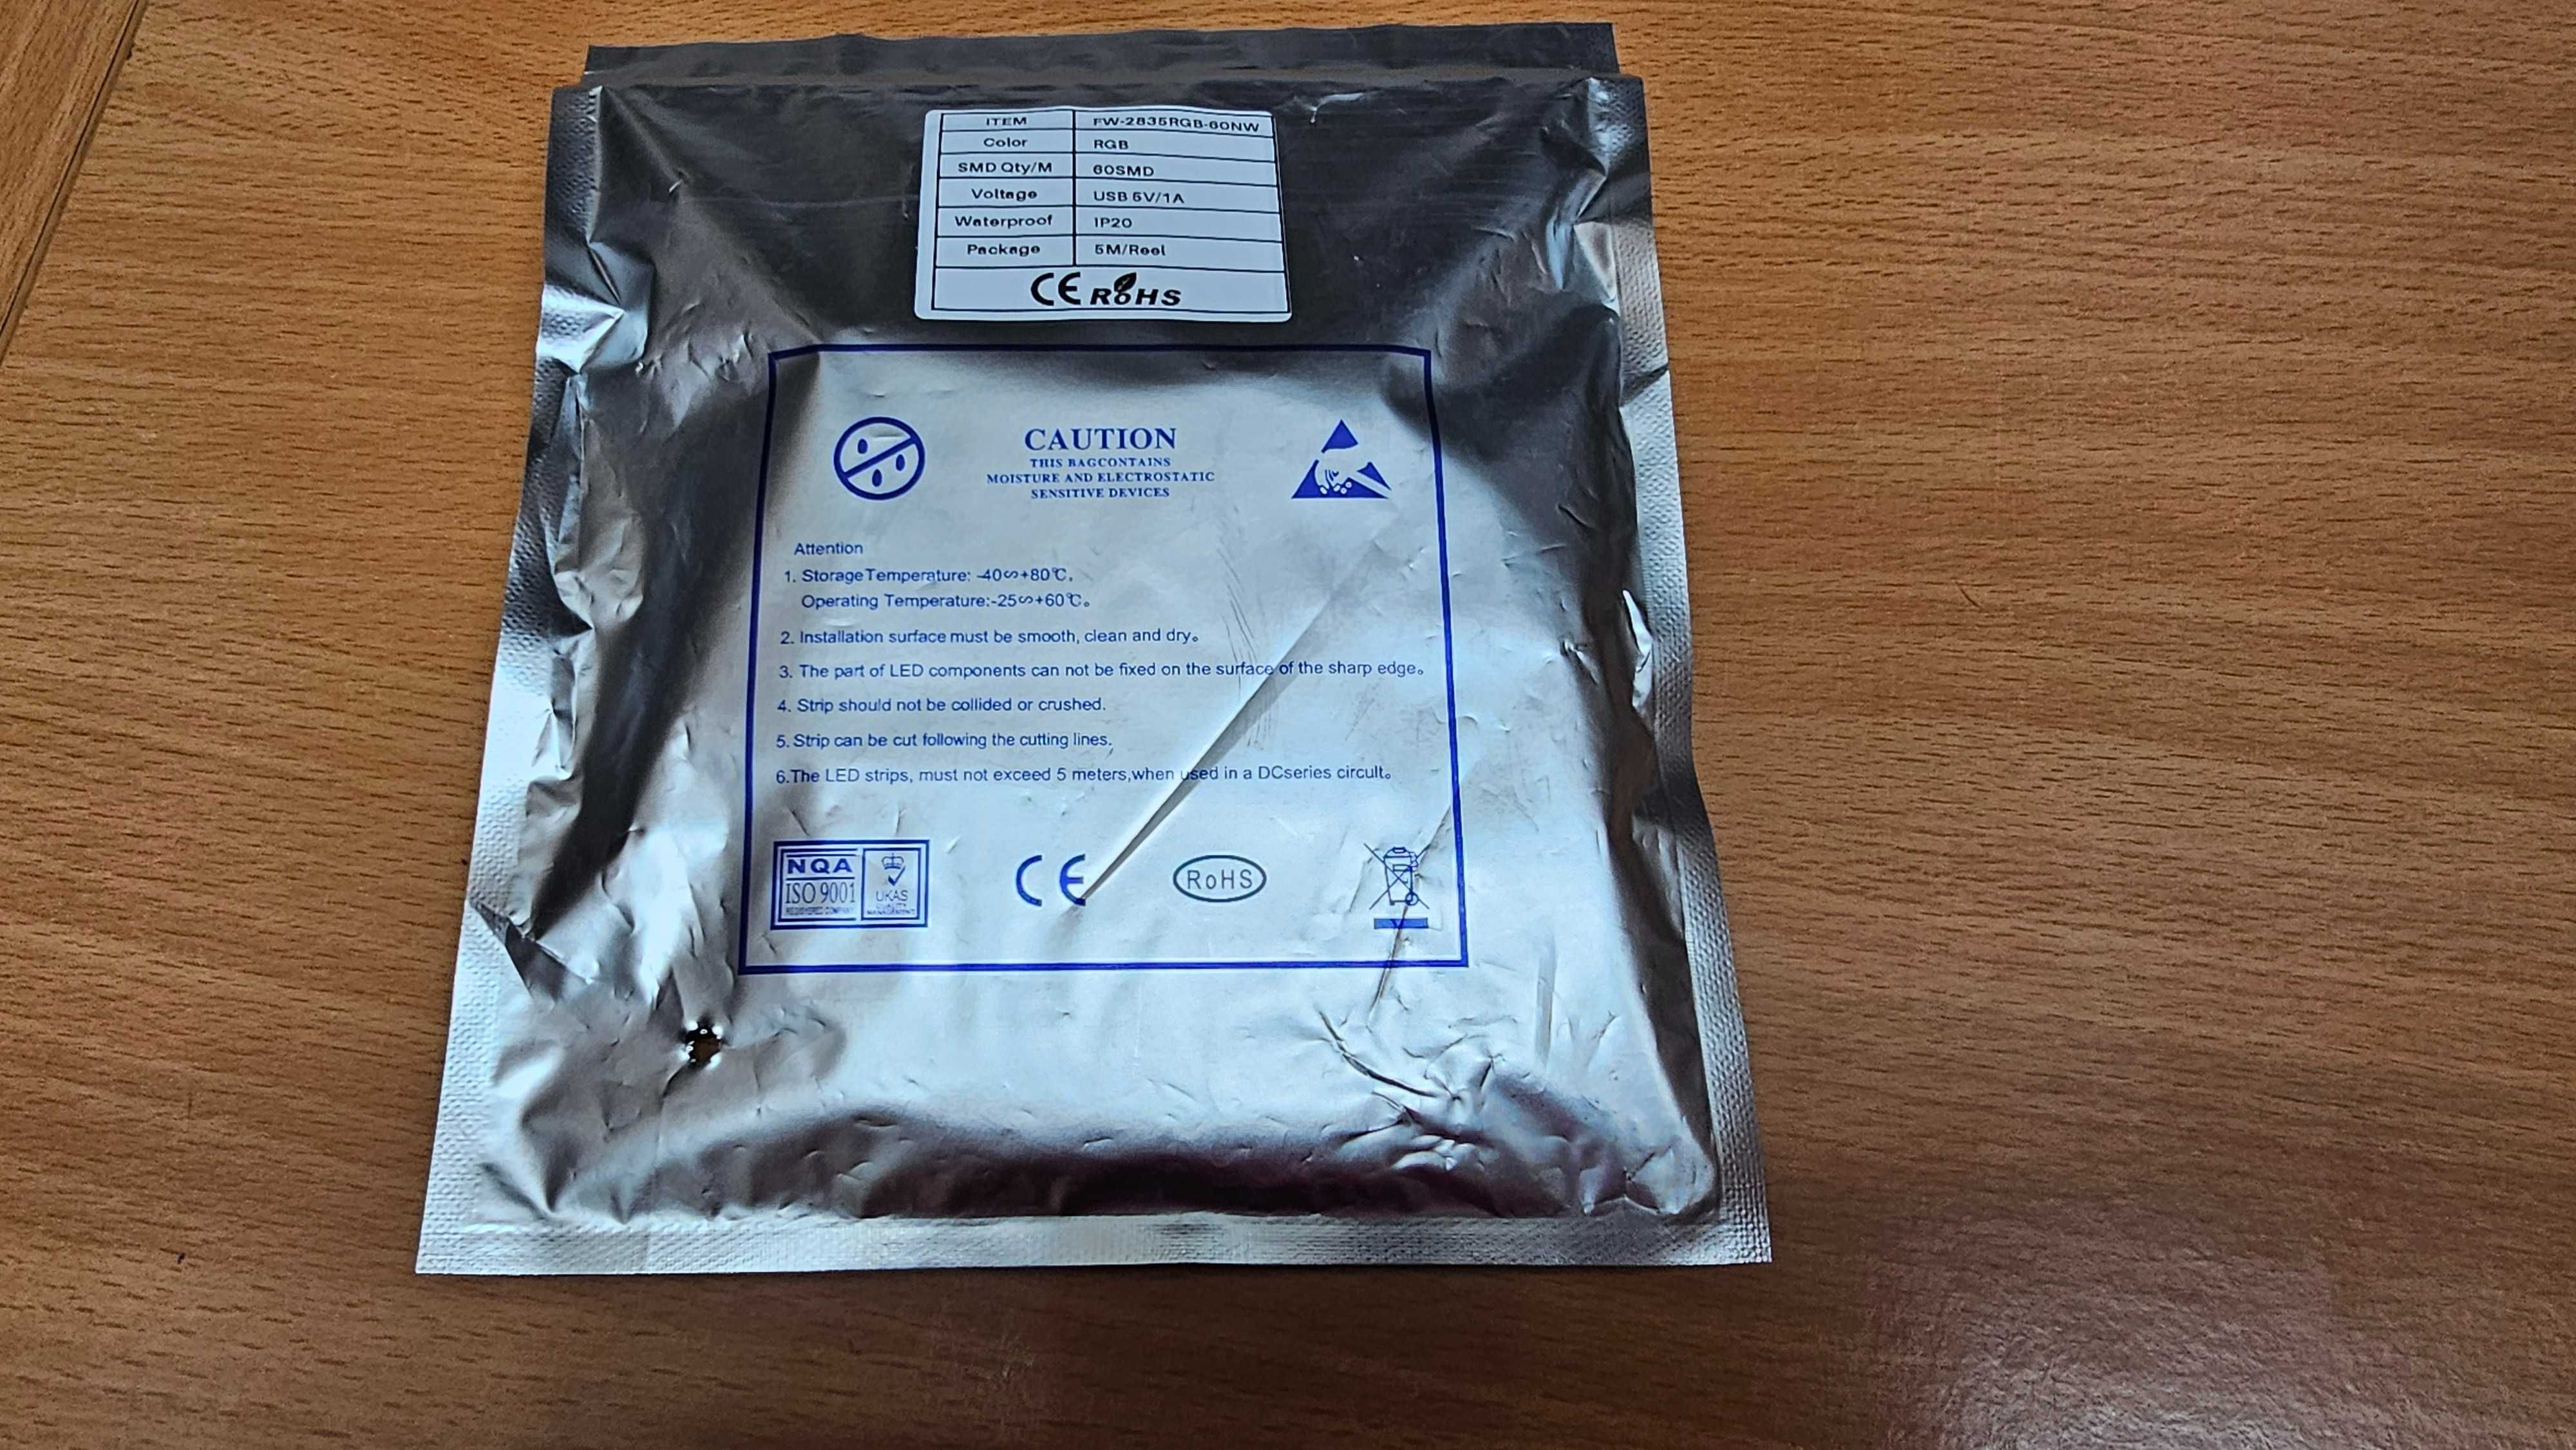 ITEM FW-2835RGB-60NW
Color RGB
SMD Qty/M 60SMD
Voltage USB 5V/1A
Waterproof IP20
Package 5M/Reel
CE RoHS
CAUTION
THIS BAGCONTAINS
MOISTURE AND ELECTROSTATIC
SENSITIVE DEVICES
Attention
1. Storage Temperature: -40∽+80℃,
Operating Temperature:-25∽+60℃。
2. Installation surface must be smooth, clean and dry。
3. The part of LED components can not be fixed on the surface of the sharp edge。
4. Strip should not be collided or crushed.
5. Strip can be cut following the cutting lines.
6.The LED strips, must not exceed 5 meters,when used in a DCseries circult。
NQA
ISO 9001
REGISTERED COMPANY
UKAS
QUALITY
MANAGEMENT
CE
RoHS